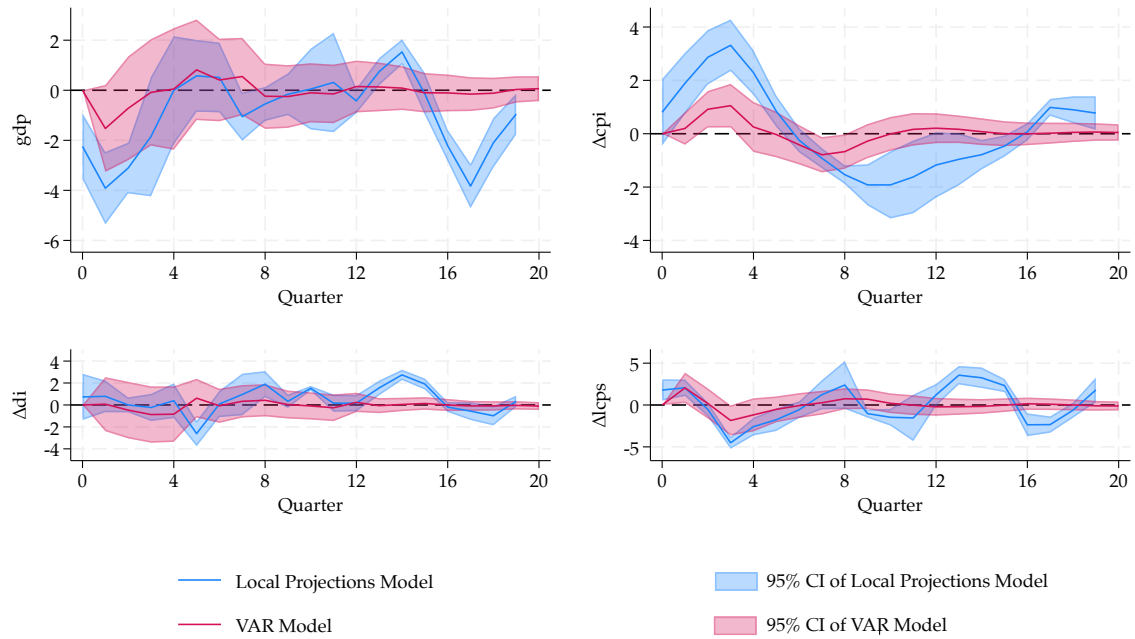 gdp
2
0
-2
-4
-6
0 4 8 12 16 20
Quarter
Δcpi
4
2
0
-2
-4
0 4 8 12 16 20
Quarter
Δdi
4
2
0
-2
-4
0 4 8 12 16 20
Quarter
Δlcps
5
0
-5
0 4 8 12 16 20
Quarter
Local Projections Model
95% CI of Local Projections Model
VAR Model
95% CI of VAR Model